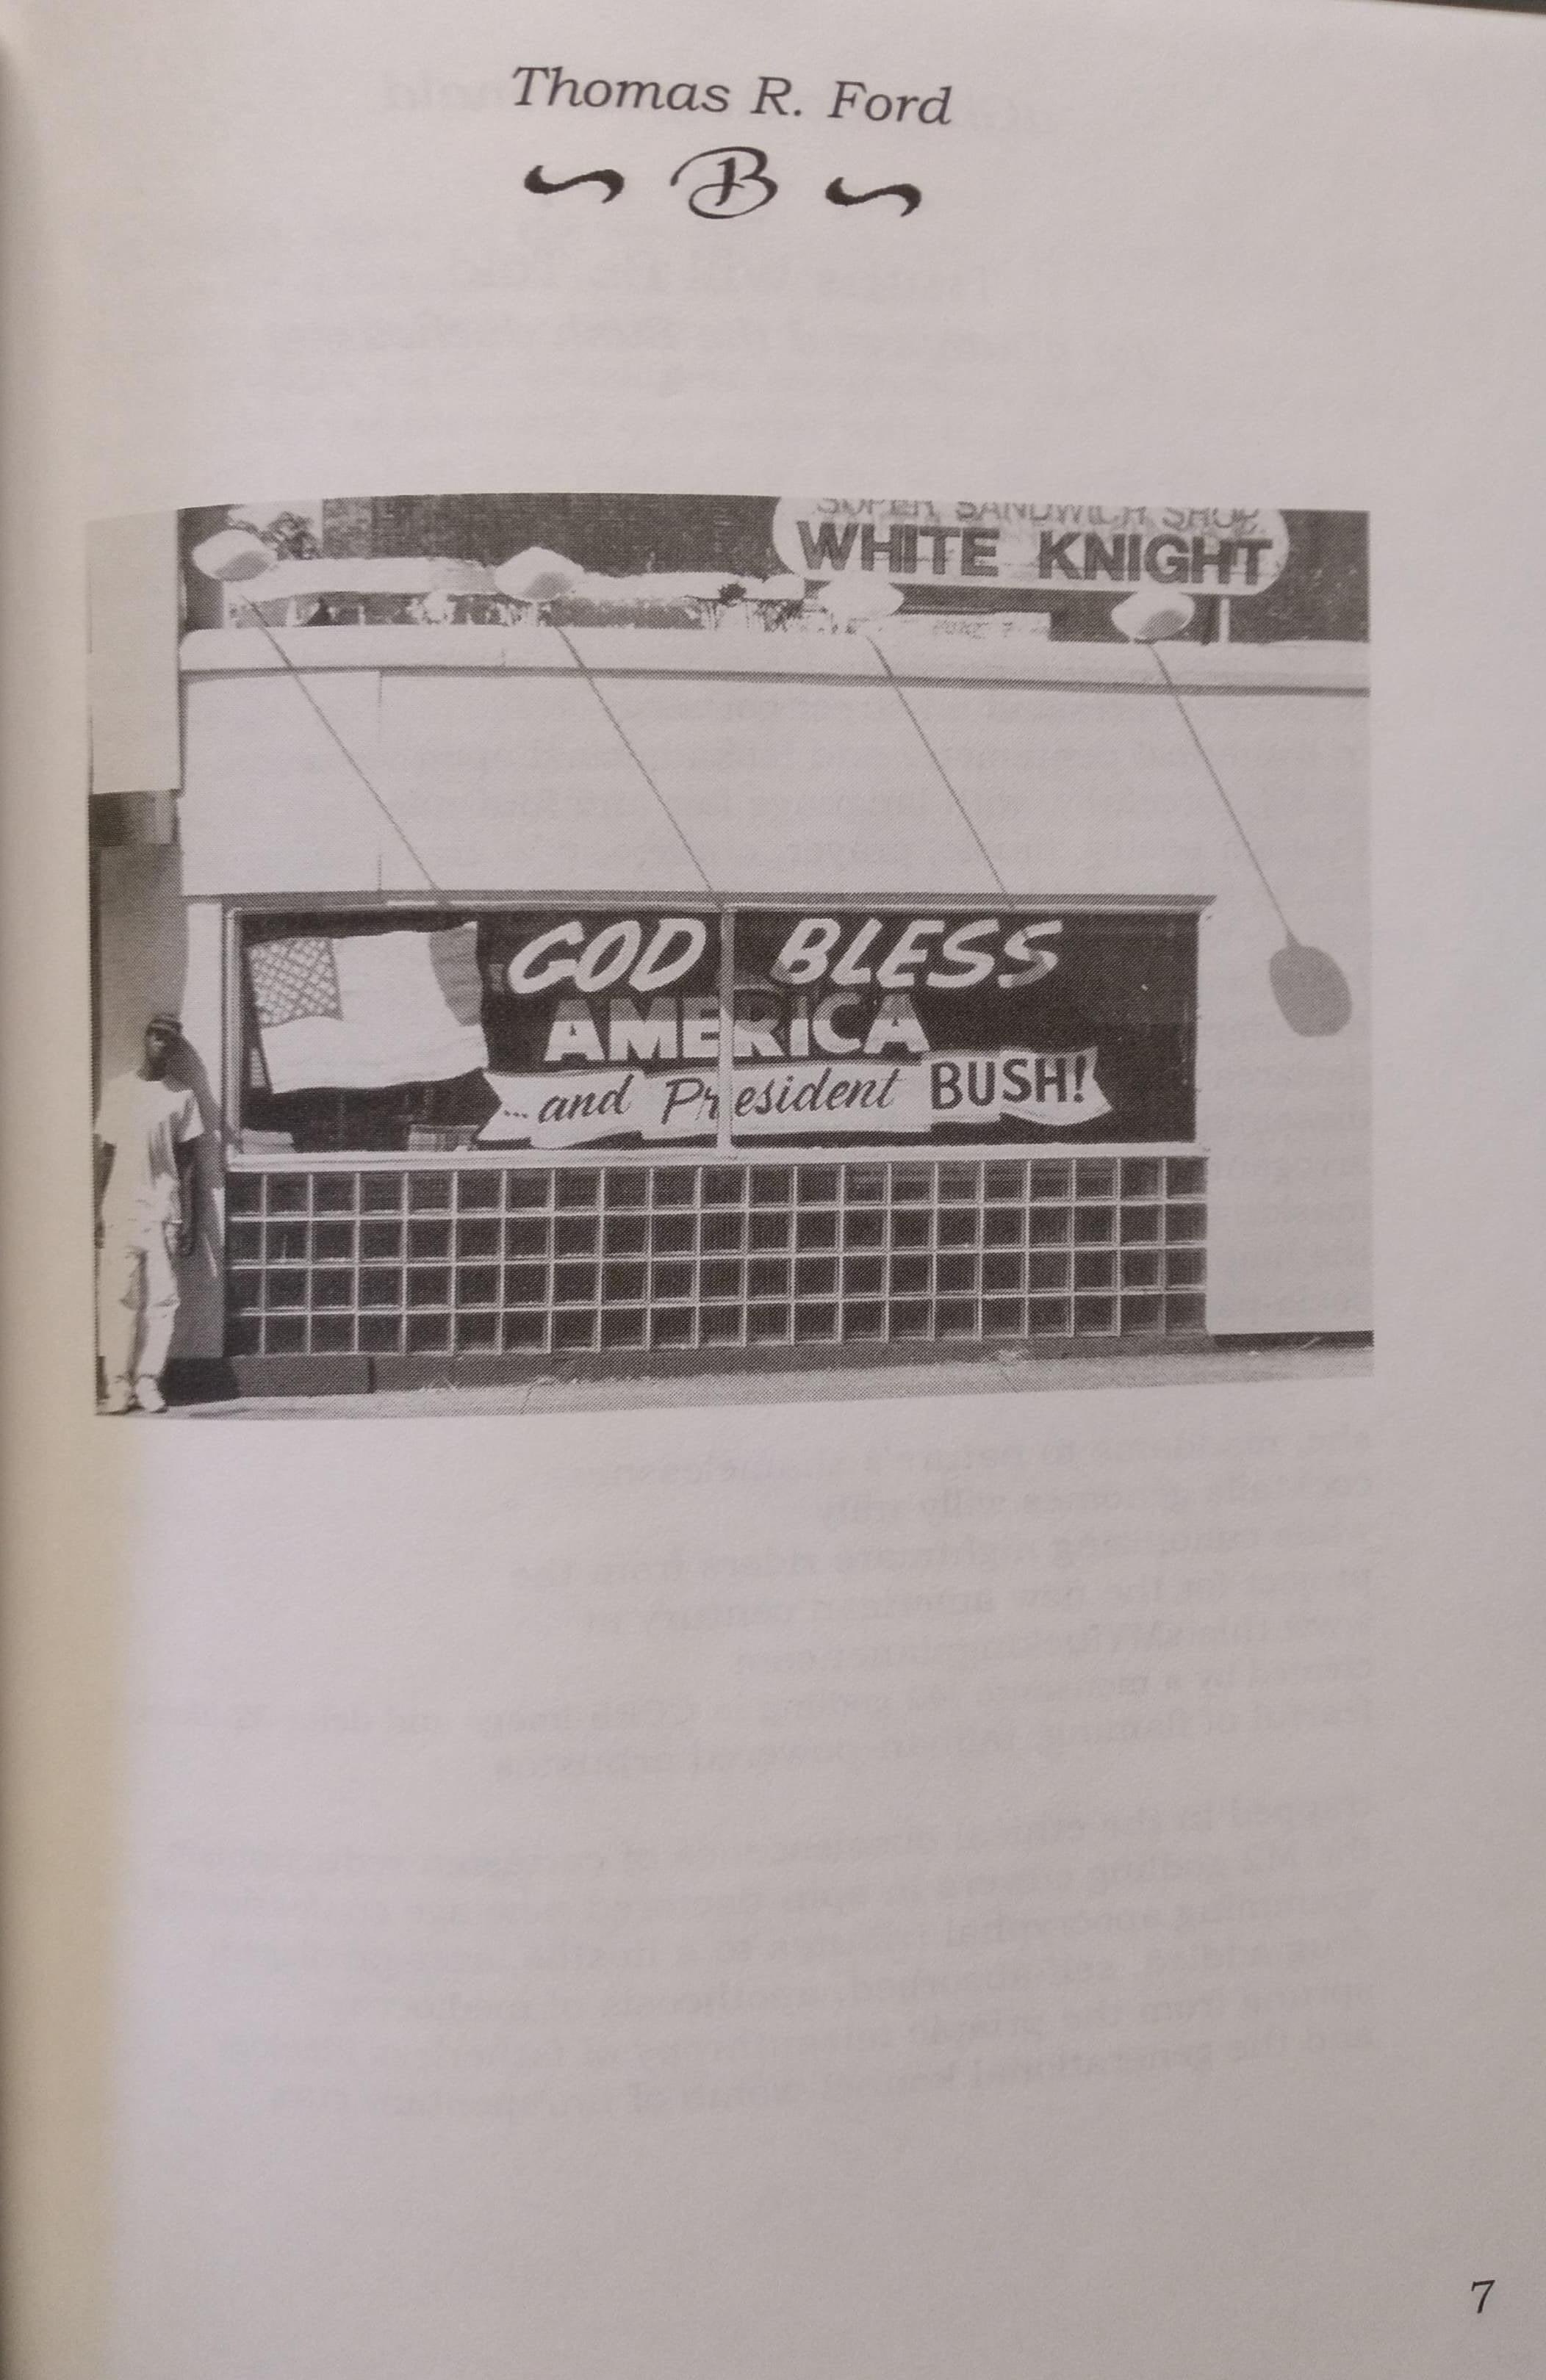 Thomas R. Ford
B
SUPER SANDWICH SHOP
WHITE KNIGHT
GOD BLESS
AMERICA
...and President BUSH!
7